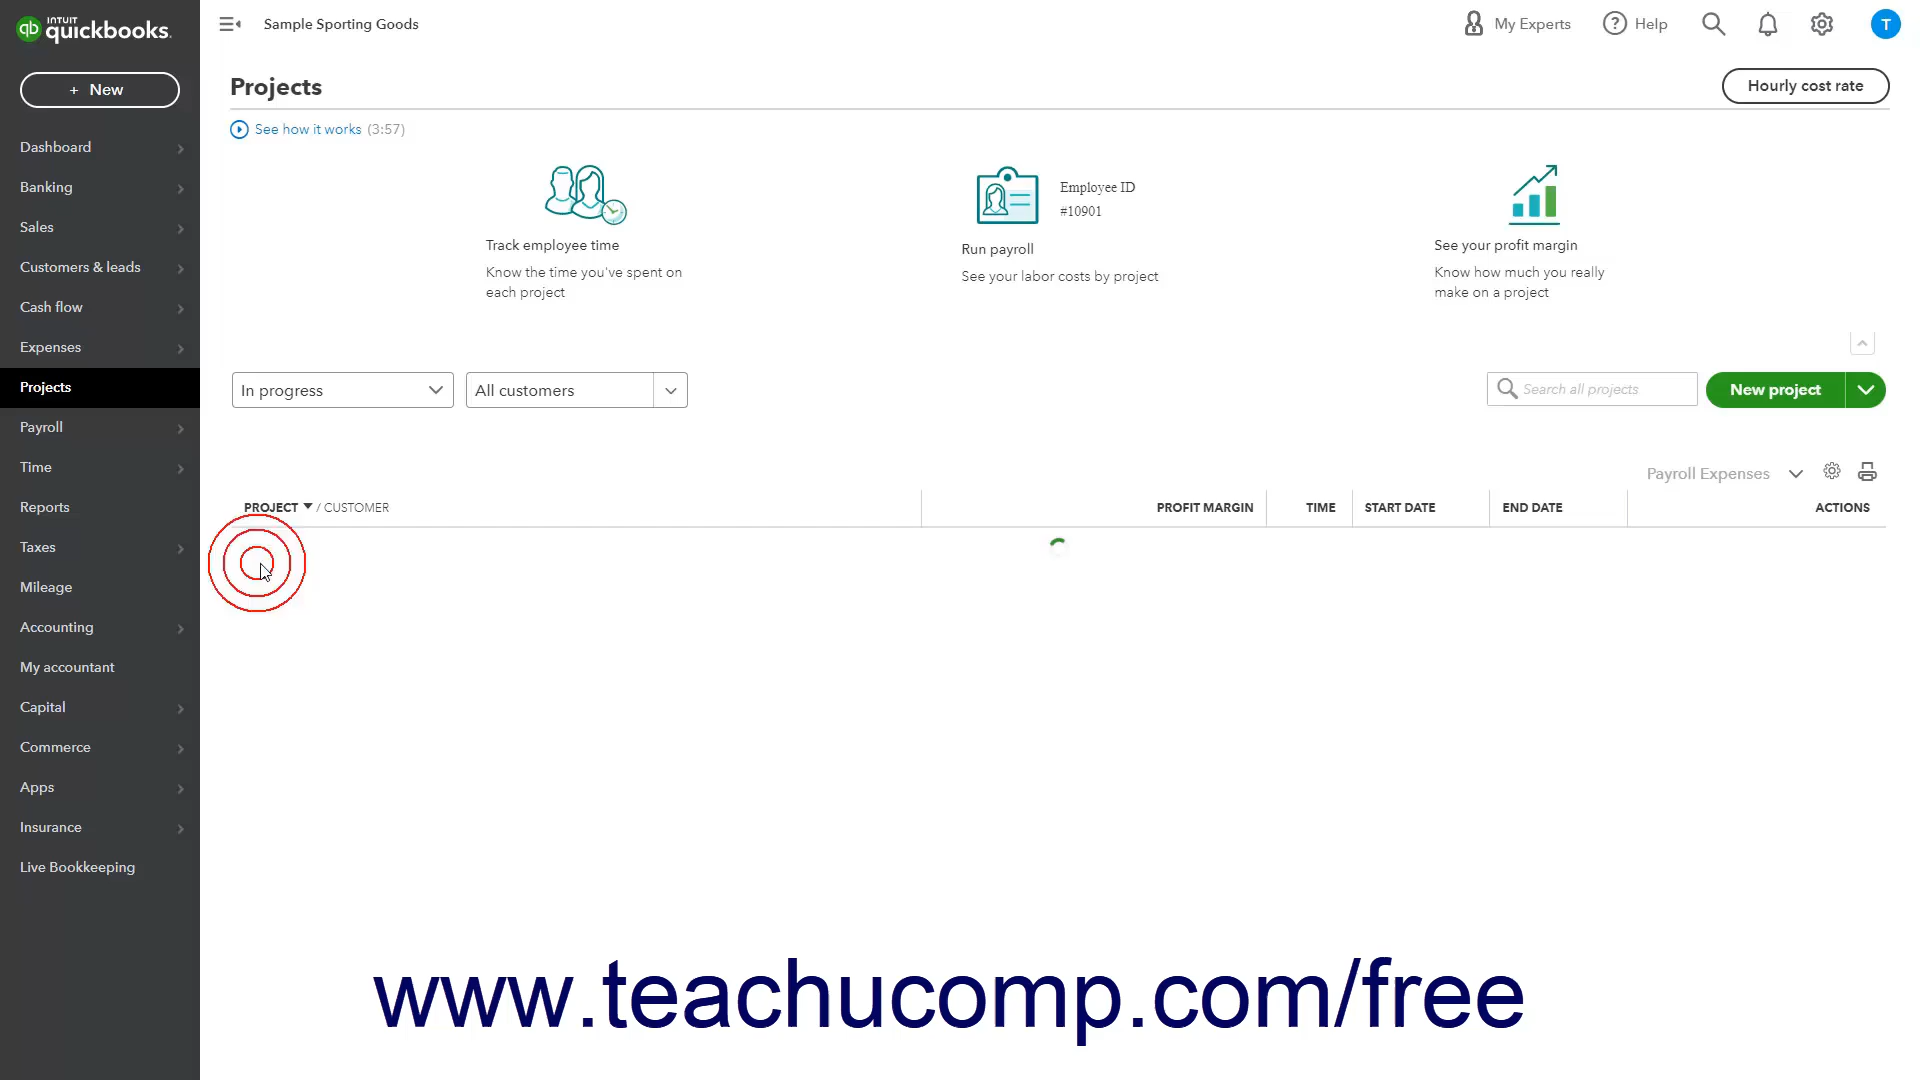 INTUIT
quickbooks.
Sample Sporting Goods
My Experts
Help
T
+ New
Projects
Hourly cost rate
See how it works (3:57)
Dashboard
Banking
Sales
Customers & leads
Cash flow
Expenses
Projects
Payroll
Time
Reports
Taxes
Mileage
Accounting
My accountant
Capital
Commerce
Apps
Insurance
Live Bookkeeping
Track employee time
Know the time you've spent on
each project
Employee ID
#10901
Run payroll
See your labor costs by project
See your profit margin
Know how much you really
make on a project
In progress
All customers
Search all projects
New project
Payroll Expenses
PROJECT / CUSTOMER
PROFIT MARGIN
TIME
START DATE
END DATE
ACTIONS
www.teachucomp.com/free